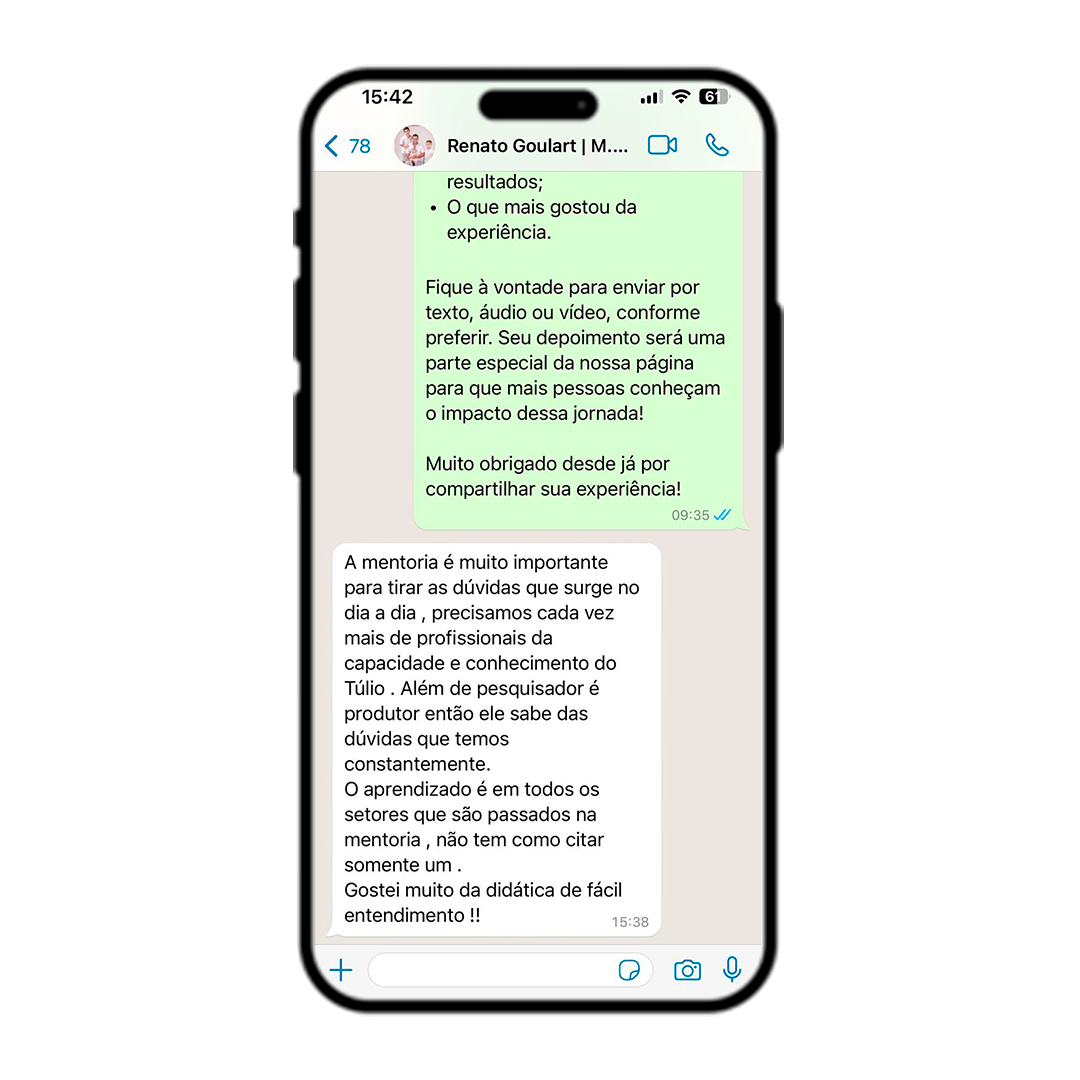 15:42
61
78
Renato Goulart | M....
resultados;
• O que mais gostou da
experiência.
Fique à vontade para enviar por
texto, áudio ou vídeo, conforme
preferir. Seu depoimento será uma
parte especial da nossa página
para que mais pessoas conheçam
o impacto dessa jornada!
Muito obrigado desde já por
compartilhar sua experiência!
09:35
A mentoria é muito importante
para tirar as dúvidas que surge no
dia a dia , precisamos cada vez
mais de profissionais da
capacidade e conhecimento do
Túlio . Além de pesquisador é
produtor então ele sabe das
dúvidas que temos
constantemente.
O aprendizado é em todos os
setores que são passados na
mentoria , não tem como citar
somente um .
Gostei muito da didática de fácil
entendimento !!
15:38